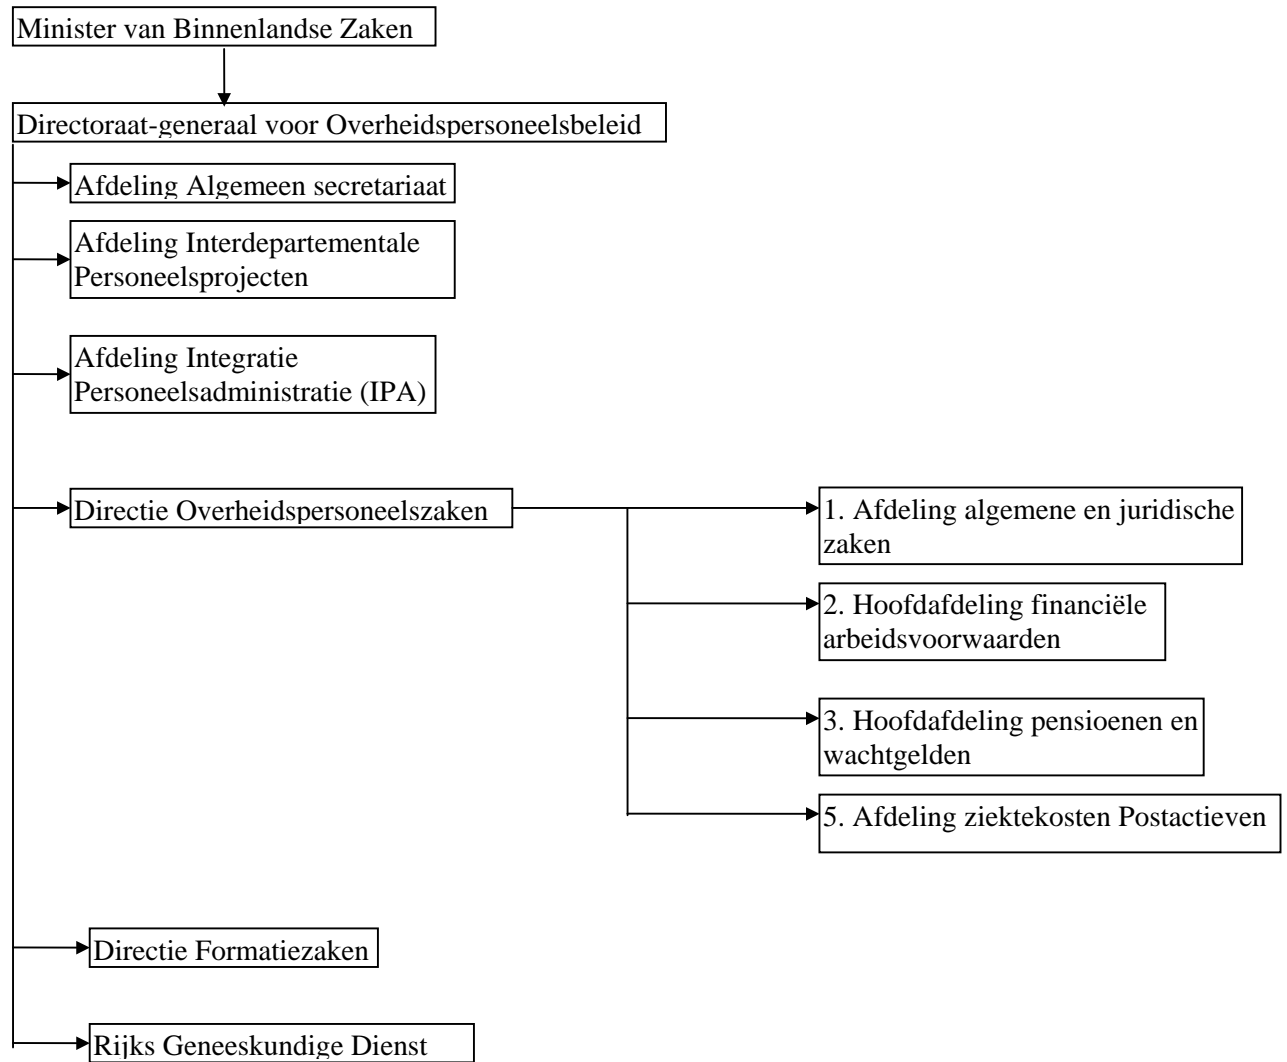 Minister van Binnenlandse Zaken
Directoraat-generaal voor Overheidspersoneelsbeleid
Afdeling Algemeen secretariaat
Afdeling Interdepartementale
Personeelsprojecten
Afdeling Integratie
Personeelsadministratie (IPA)
Directie Overheidspersoneelszaken
1. Afdeling algemene en juridische
zaken
2. Hoofdafdeling financiële
arbeidsvoorwaarden
3. Hoofdafdeling pensioenen en
wachtgelden
5. Afdeling ziektekosten Postactieven
Directie Formatiezaken
Rijks Geneeskundige Dienst